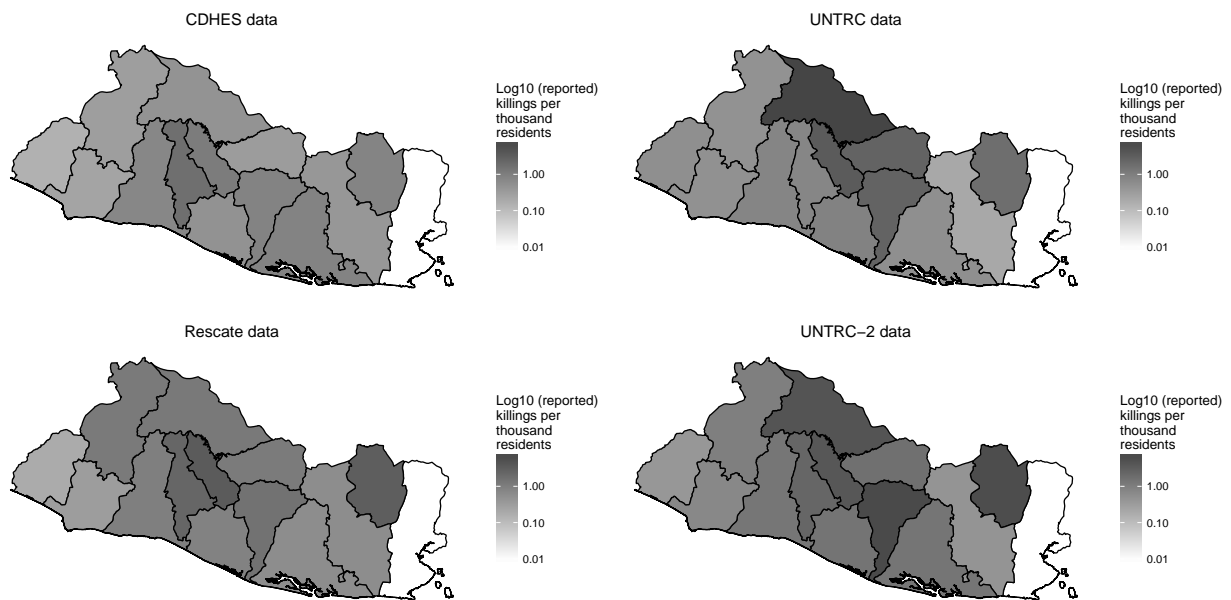 CDHES data
Log10 (reported)
killings per
thousand
residents
1.00
0.10
0.01
UNTRC data
Log10 (reported)
killings per
thousand
residents
1.00
0.10
0.01
Rescate data
Log10 (reported)
killings per
thousand
residents
1.00
0.10
0.01
UNTRC−2 data
Log10 (reported)
killings per
thousand
residents
1.00
0.10
0.01